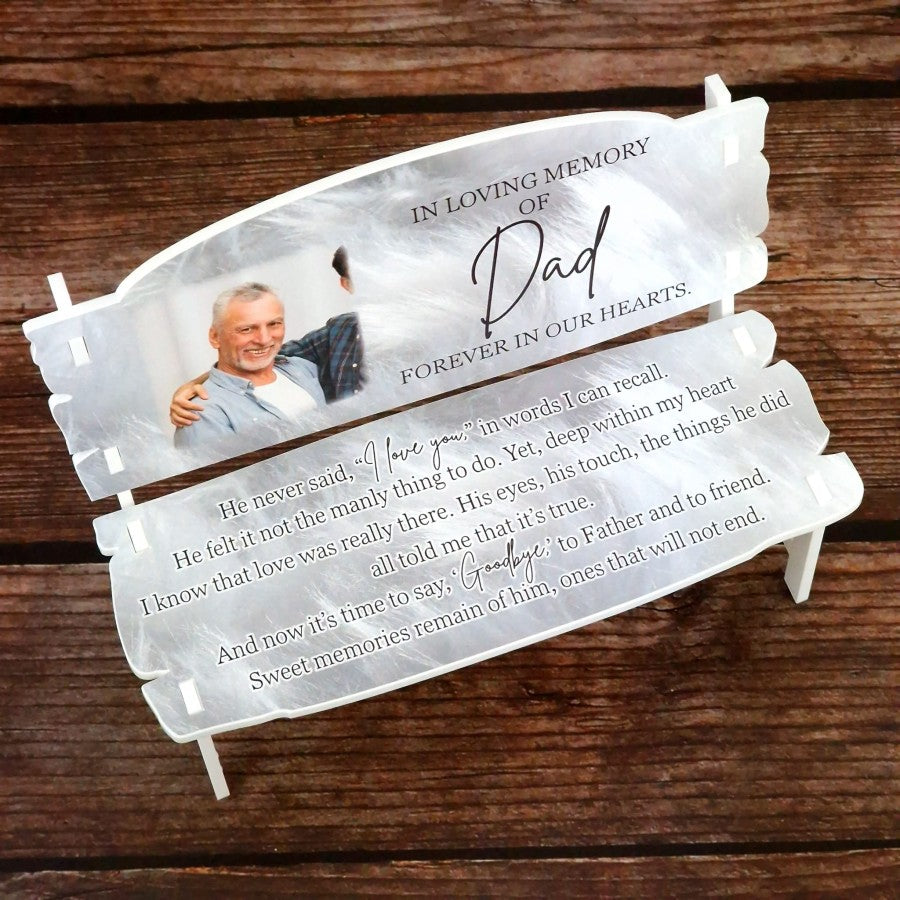 IN LOVING MEMORY
OF
Dad
FOREVER IN OUR HEARTS.
He never said, “I love you,” in words I can recall.
He felt it not the manly thing to do. Yet, deep within my heart
I know that love was really there. His eyes, his touch, the things he did
all told me that it's true.
And now it's time to say, ‘Goodbye,’ to Father and to friend.
Sweet memories remain of him, ones that will not end.